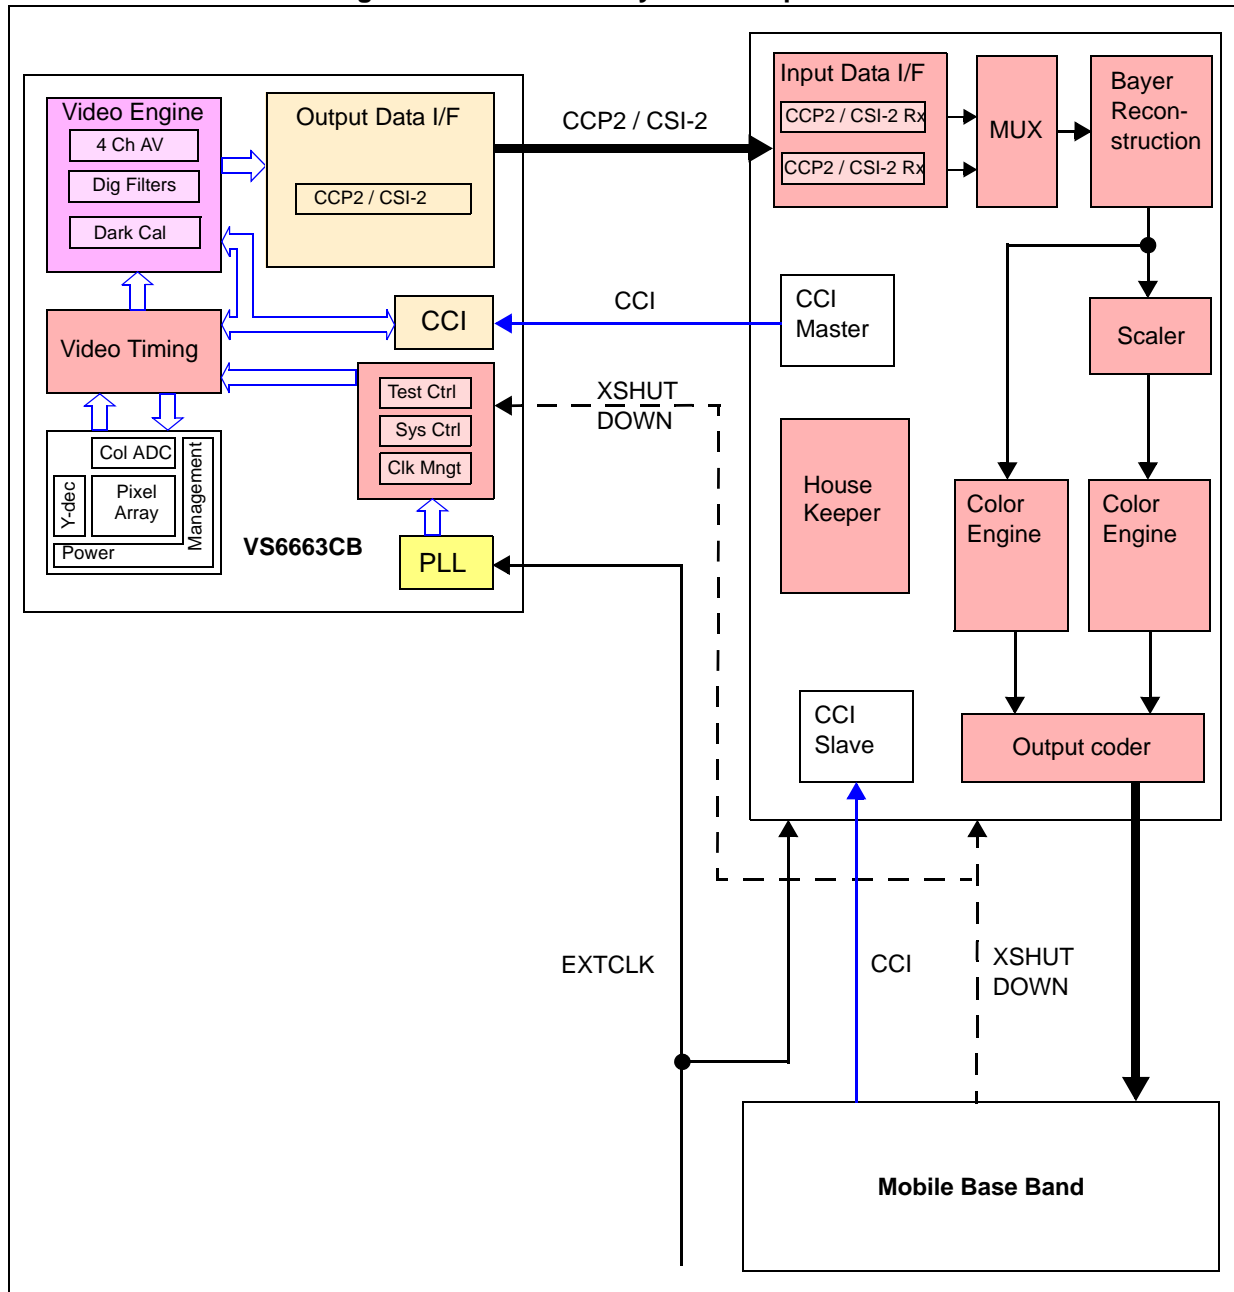 Video Engine
4 Ch AV
Dig Filters
Dark Cal
Output Data I/F
CCP2 / CSI-2
CCP2 / CSI-2
Input Data I/F
CCP2 / CSI-2 Rx
CCP2 / CSI-2 Rx
MUX
Bayer
Recon-
struction
CCI
CCI
CCI
Master
Scaler
Video Timing
Test Ctrl
Sys Ctrl
Clk Mngt
XSHUT
DOWN
Col ADC
Y-dec
Pixel
Array
Management
Power
VS6663CB
PLL
House
Keeper
Color
Engine
Color
Engine
CCI
Slave
Output coder
EXTCLK
CCI
XSHUT
DOWN
Mobile Base Band